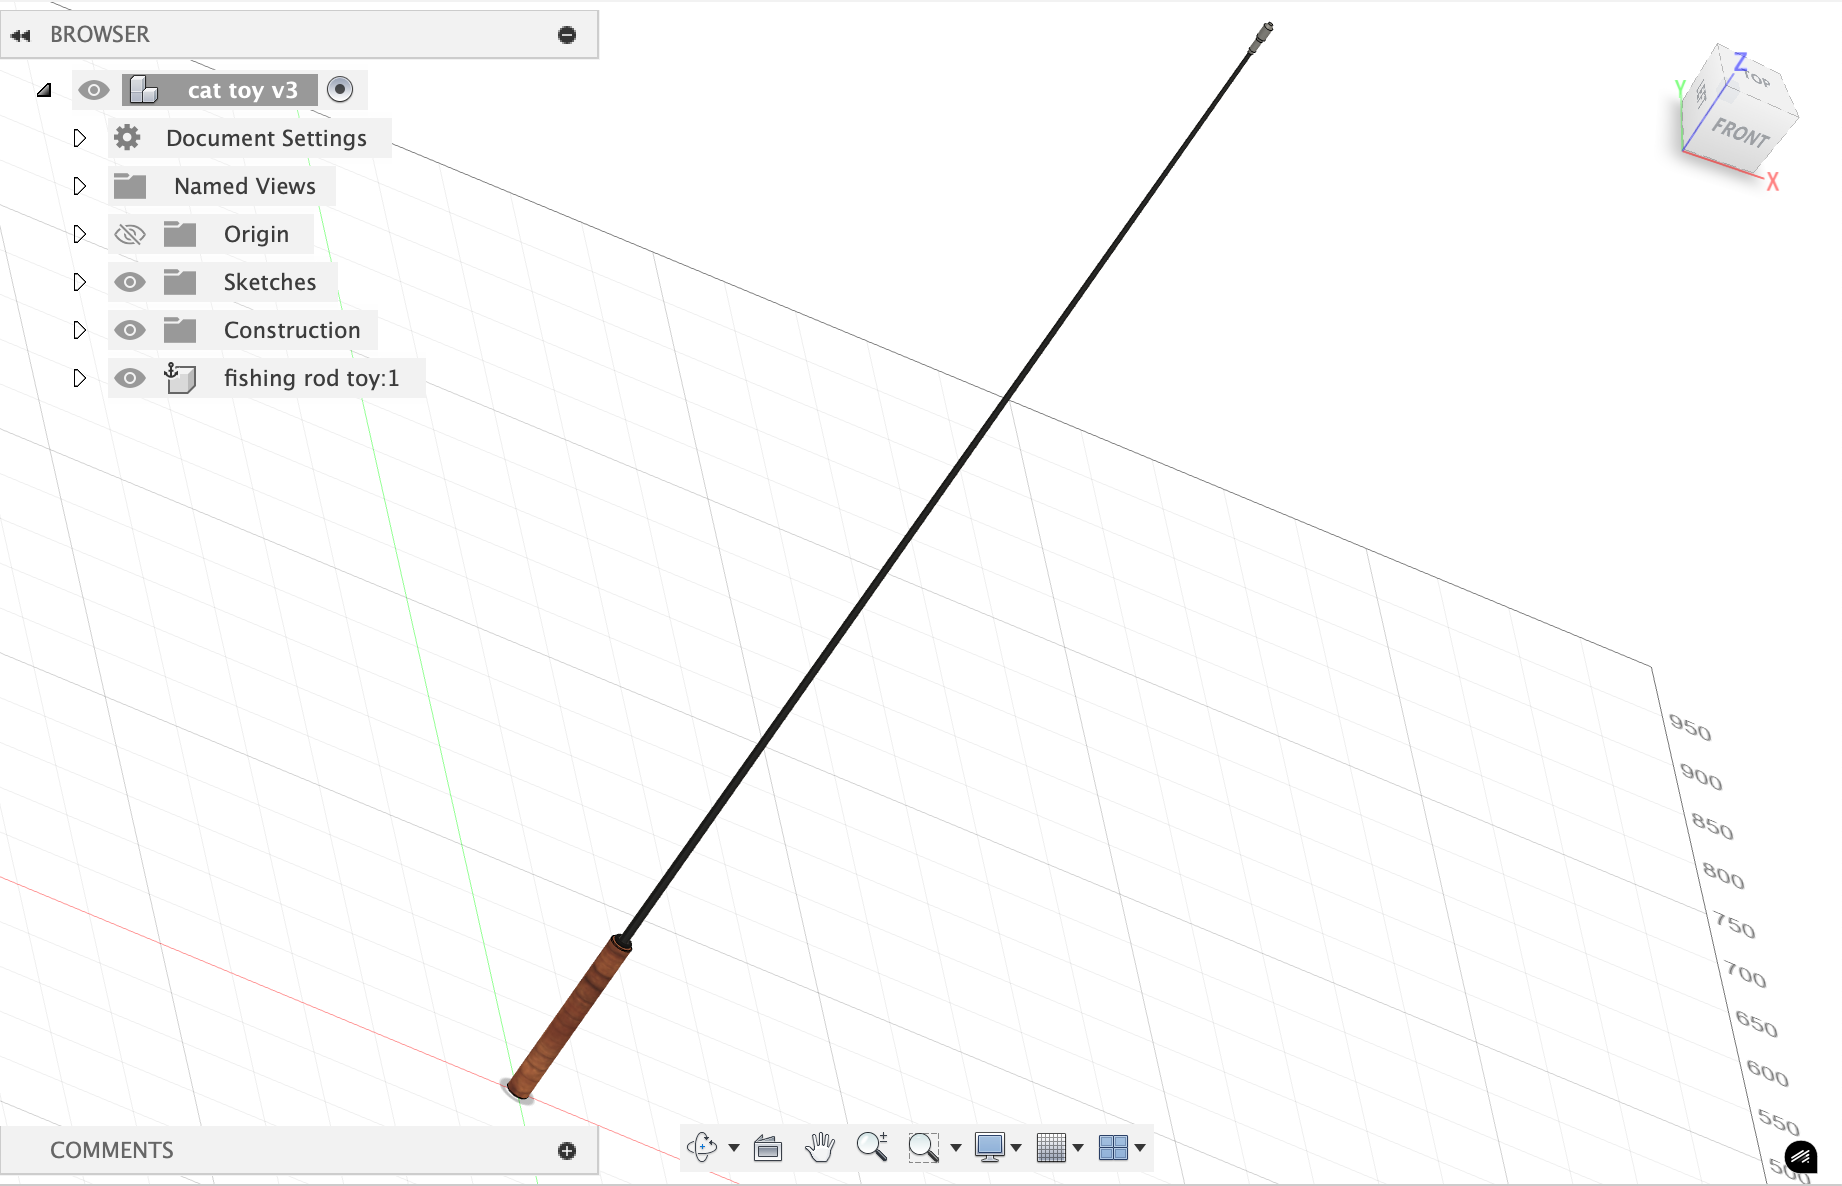 BROWSER
cat toy v3
Document Settings
Named Views
Origin
Sketches
Construction
fishing rod toy:1
Z
TOP
Y
FRONT
X
950
900
850
800
750
700
650
600
550
500
COMMENTS